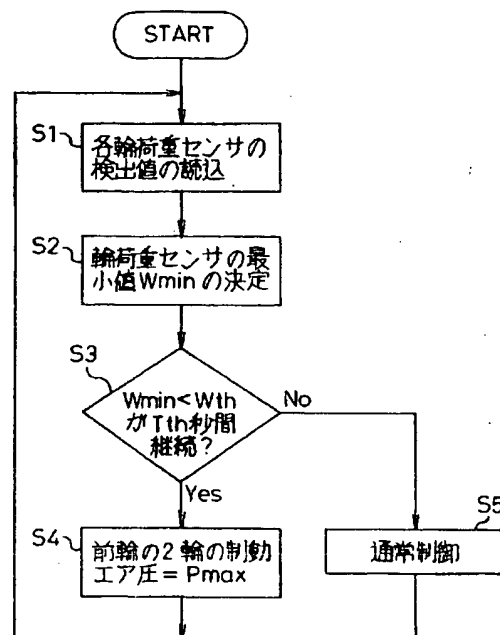 START
S1
各輪荷重センサの
検出値の読込
S2
輪荷重センサの最
小値Wminの決定
S3
Wmin<Wth
がTth秒間
継続?
No
Yes
S4
前輪の2輪の制動
エア圧=Pmax
S5
通常制御